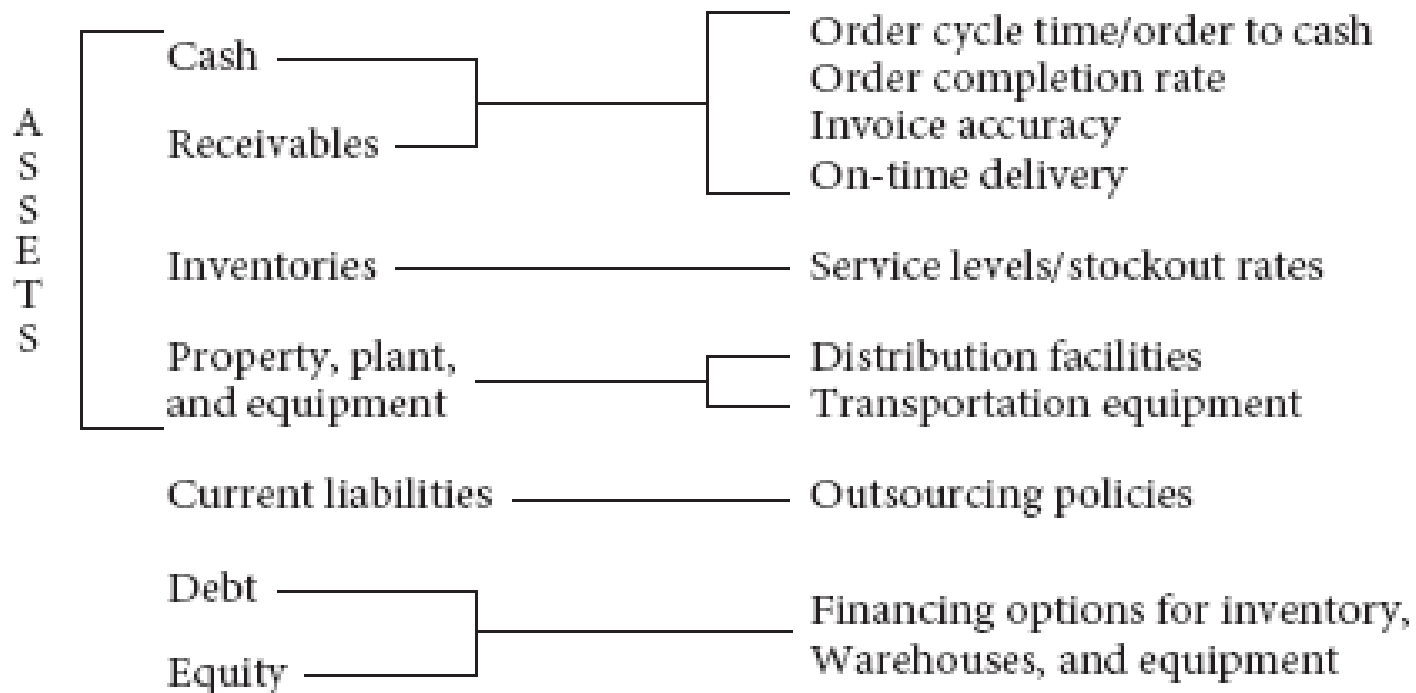 ASSETS
Cash
Receivables
Order cycle time/order to cash
Order completion rate
Invoice accuracy
On-time delivery
Inventories
Service levels/stockout rates
Property, plant,
and equipment
Distribution facilities
Transportation equipment
Current liabilities
Outsourcing policies
Debt
Equity
Financing options for inventory,
Warehouses, and equipment